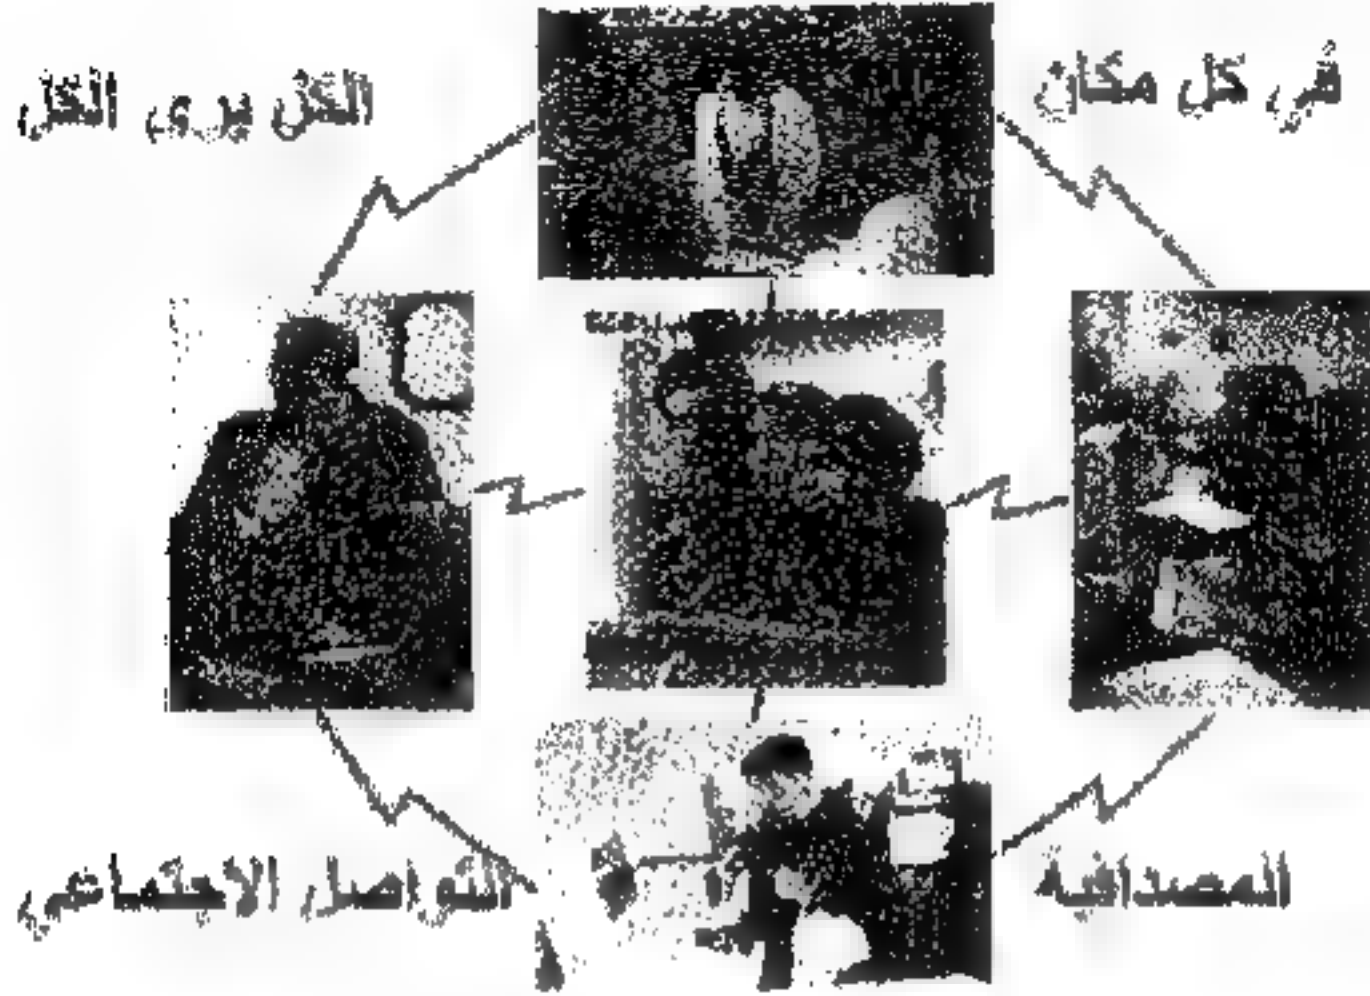 في كل مكان
الكل يرى الكل
المصداقية
التواصل الاجتماعي